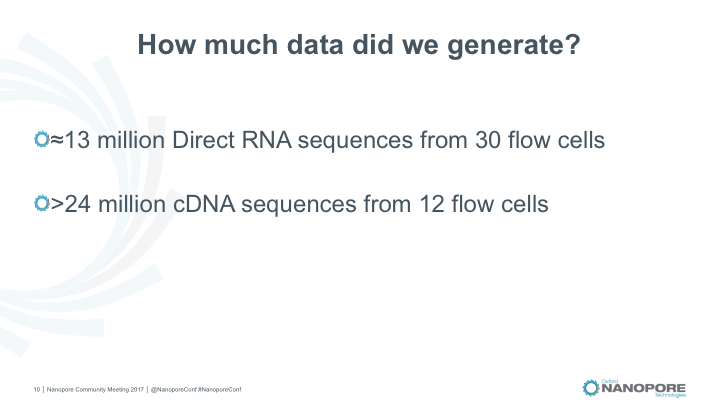 How much data did we generate?
≈13 million Direct RNA sequences from 30 flow cells
>24 million cDNA sequences from 12 flow cells
10 | Nanopore Community Meeting 2017 | @NanoporeConf #NanoporeConf
Oxford
NANOPORE
Technologies